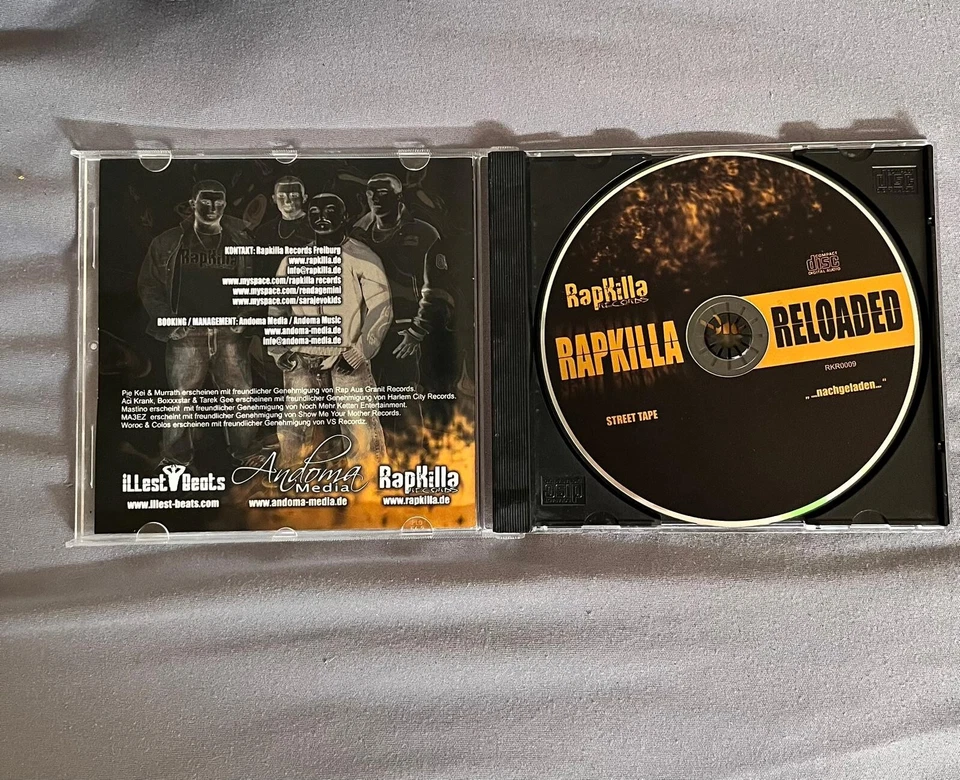 RapKilla
KONTAKT: Rapkilla Records Freiburg
www.rapkilla.de
info@rapkilla.de
www.myspace.com/rapkilla records
www.myspace.com/rondagemini
www.myspace.com/sarajevokids
BOOKING / MANAGEMENT: Andoma Media / Andoma Music
www.andoma-media.de
info@andoma-media.de
Pie Kei & Murrath erscheinen mit freundlicher Genehmigung von Rap Aus Granit Records.
Aci Krank, Boxxxstar & Tarek Gee erscheinen mit freundlicher Genehmigung von Harlem City Records.
Mastino erscheint mit freundlicher Genehmigung von Noch Mehr Ketten Entertainment.
MA3EZ erscheint mit freundlicher Genehmigung von Show Me Your Mother Records.
Woroc & Colos erscheinen mit freundlicher Genehmigung von VS Recordz.
iLLest Beats
www.illest-beats.com
Andoma
Media
www.andoma-media.de
RapKilla
RECORDS
www.rapkilla.de
COMPACT
disc
DIGITAL AUDIO
RapKilla
RECORDS
RAPKILLA
RELOADED
RKR0009
„ ...nachgeladen..."
STREET TAPE